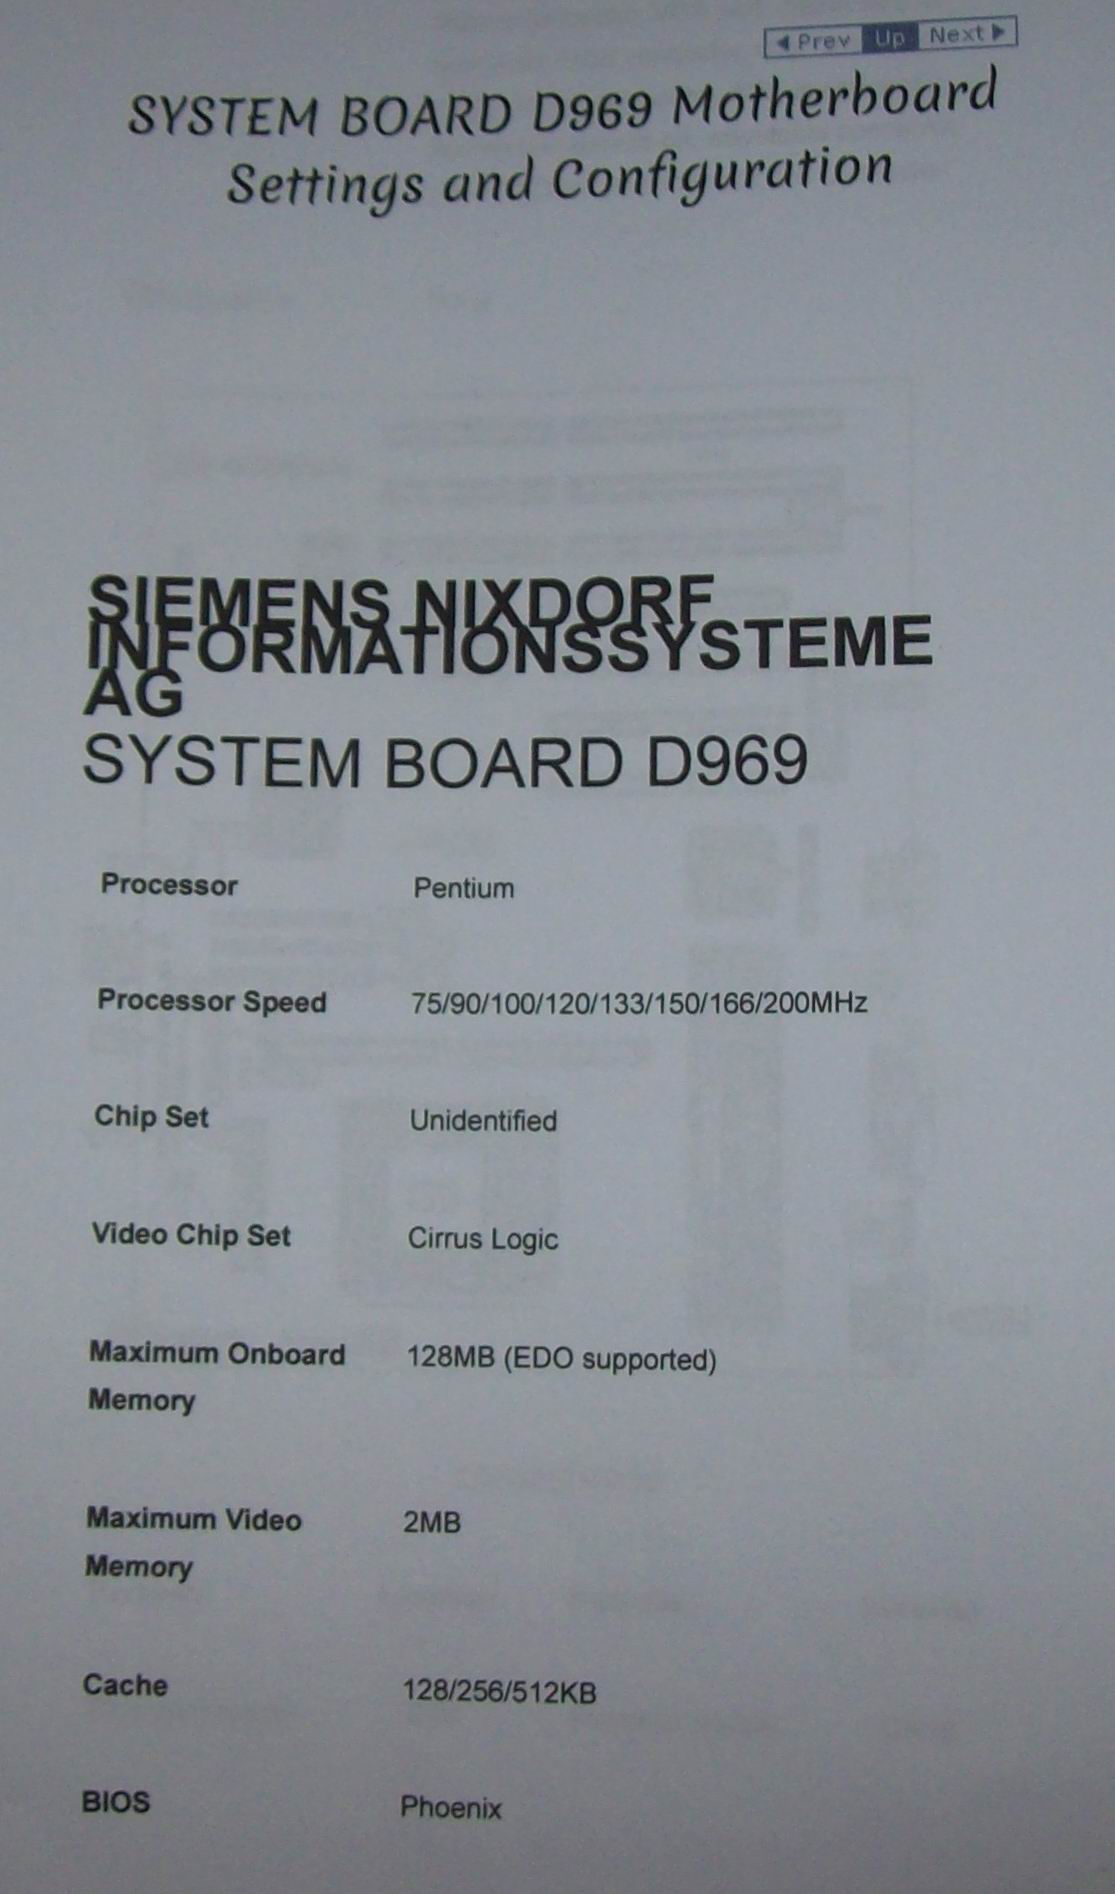 Prev Up Next
SYSTEM BOARD D969 Motherboard
Settings and Configuration
SIEMENS NIXDORF
INFORMATIONSSYSTEME
AG
SYSTEM BOARD D969
Processor Pentium
Processor Speed 75/90/100/120/133/150/166/200MHz
Chip Set Unidentified
Video Chip Set Cirrus Logic
Maximum Onboard 128MB (EDO supported)
Memory
Maximum Video 2MB
Memory
Cache 128/256/512KB
BIOS Phoenix